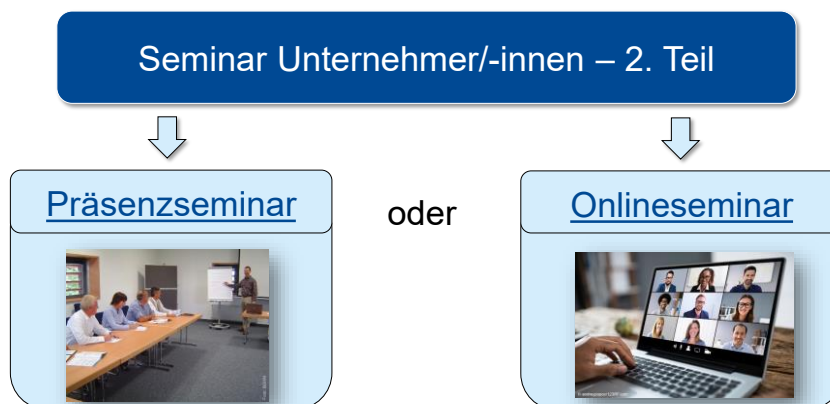 Seminar Unternehmer/-innen – 2. Teil
Präsenzseminar
oder
Onlineseminar